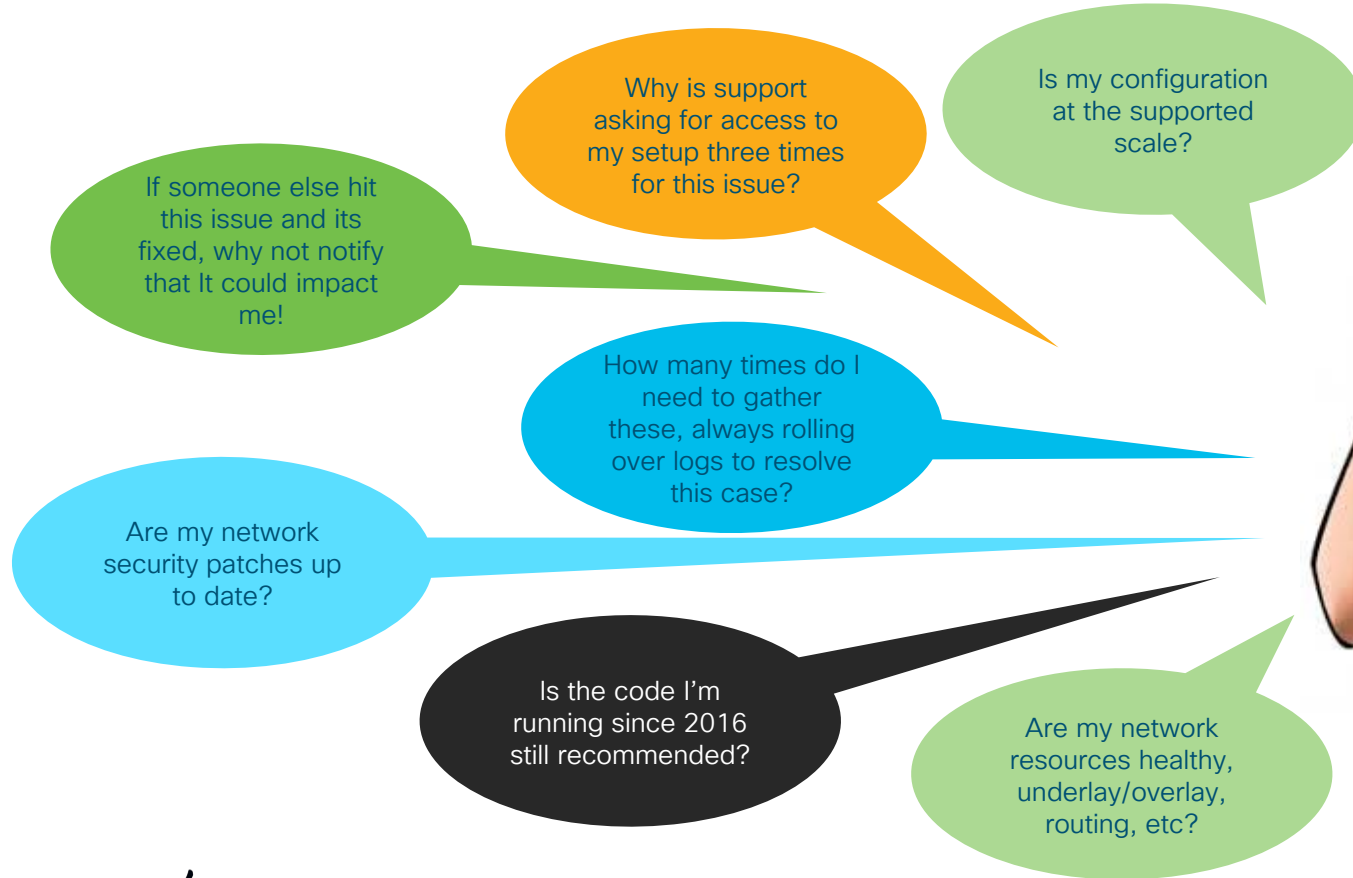 Why is support
asking for access to
my setup three times
for this issue?
Is my configuration
at the supported
scale?
If someone else hit
this issue and its
fixed, why not notify
that It could impact
me!
How many times do I
need to gather
these, always rolling
over logs to resolve
this case?
Are my network
security patches up
to date?
Is the code I’m
running since 2016
still recommended?
Are my network
resources healthy,
underlay/overlay,
routing, etc?